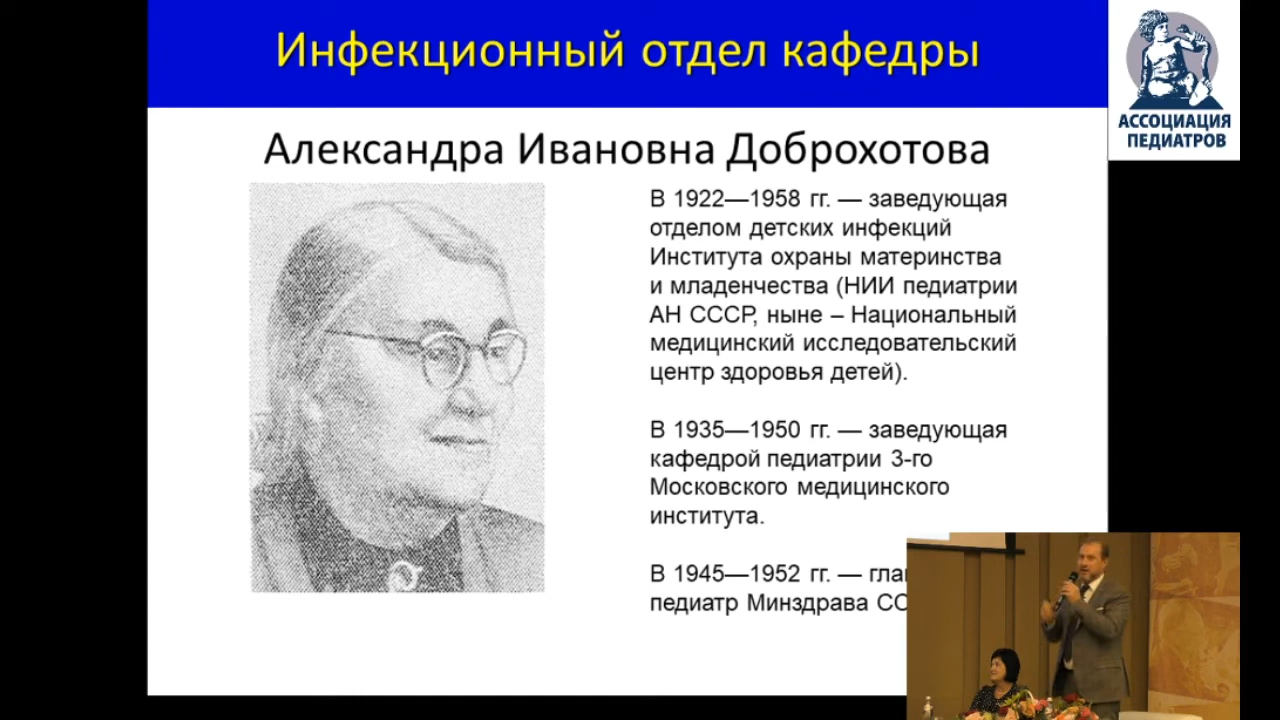 Инфекционный отдел кафедры
АССОЦИАЦИЯ
ПЕДИАТРОВ
Александра Ивановна Доброхотова
В 1922—1958 гг. — заведующая
отделом детских инфекций
Института охраны материнства
и младенчества (НИИ педиатрии
АН СССР, ныне – Национальный
медицинский исследовательский
центр здоровья детей).
В 1935—1950 гг. — заведующая
кафедрой педиатрии 3-го
Московского медицинского
института.
В 1945—1952 гг. —
педиатр Минздрава